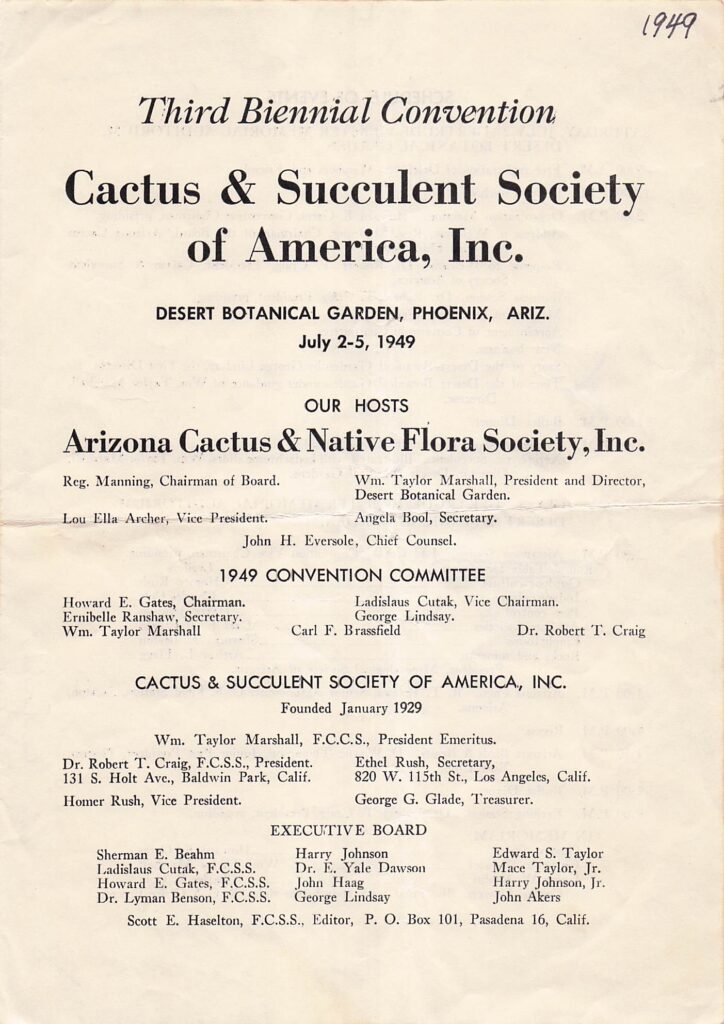 1949
Third Biennial Convention
Cactus & Succulent Society
of America, Inc.
DESERT BOTANICAL GARDEN, PHOENIX, ARIZ.
July 2-5, 1949
OUR HOSTS
Arizona Cactus & Native Flora Society, Inc.
Reg. Manning, Chairman of Board.
Wm. Taylor Marshall, President and Director,
Desert Botanical Garden.
Lou Ella Archer, Vice President.
Angela Bool, Secretary.
John H. Eversole, Chief Counsel.
1949 CONVENTION COMMITTEE
Howard E. Gates, Chairman.
Ladislaus Cutak, Vice Chairman.
Ernibelle Ranshaw, Secretary.
George Lindsay.
Wm. Taylor Marshall
Carl F. Brassfield
Dr. Robert T. Craig
CACTUS & SUCCULENT SOCIETY OF AMERICA, INC.
Founded January 1929
Wm. Taylor Marshall, F.C.C.S., President Emeritus.
Dr. Robert T. Craig, F.C.S.S., President.
131 S. Holt Ave., Baldwin Park, Calif.
Ethel Rush, Secretary,
820 W. 115th St., Los Angeles, Calif.
Homer Rush, Vice President.
George G. Glade, Treasurer.
EXECUTIVE BOARD
Sherman E. Beahm
Ladislaus Cutak, F.C.S.S.
Howard E. Gates, F.C.S.S.
Dr. Lyman Benson, F.C.S.S.
Harry Johnson
Dr. E. Yale Dawson
John Haag
George Lindsay
Edward S. Taylor
Mace Taylor, Jr.
Harry Johnson, Jr.
John Akers
Scott E. Haselton, F.C.S.S., Editor, P. O. Box 101, Pasadena 16, Calif.